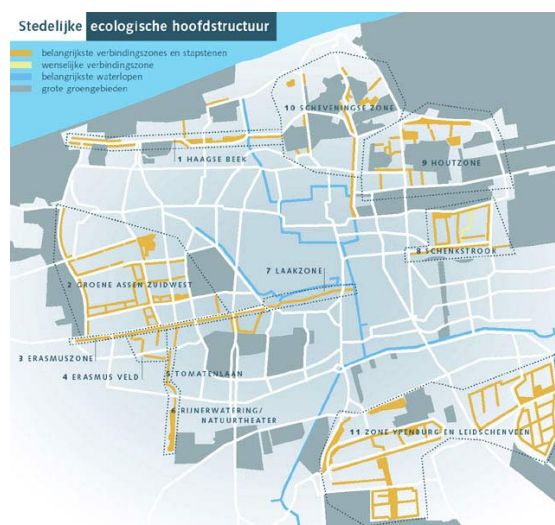 Stedelijke ecologische hoofdstructuur
belangrijkste verbindingszones en stapstenen
wenselijke verbindingszone
belangrijkste waterlopen
grote groengebieden
10 SCHEVENINGSE ZONE
1 HAAGSE BEEK
9 HOUTZONE
8 SCHENKSTROOK
7 LAAKZONE
2 GROENE ASSEN ZUIDWEST
3 ERASMUSZONE
4 ERASMUS VELD
5 TOMATENLAAN
6 RIJNERWATERING/
NATUURTHEATER
11 ZONE YPENBURG EN LEIDSCHENVEEN